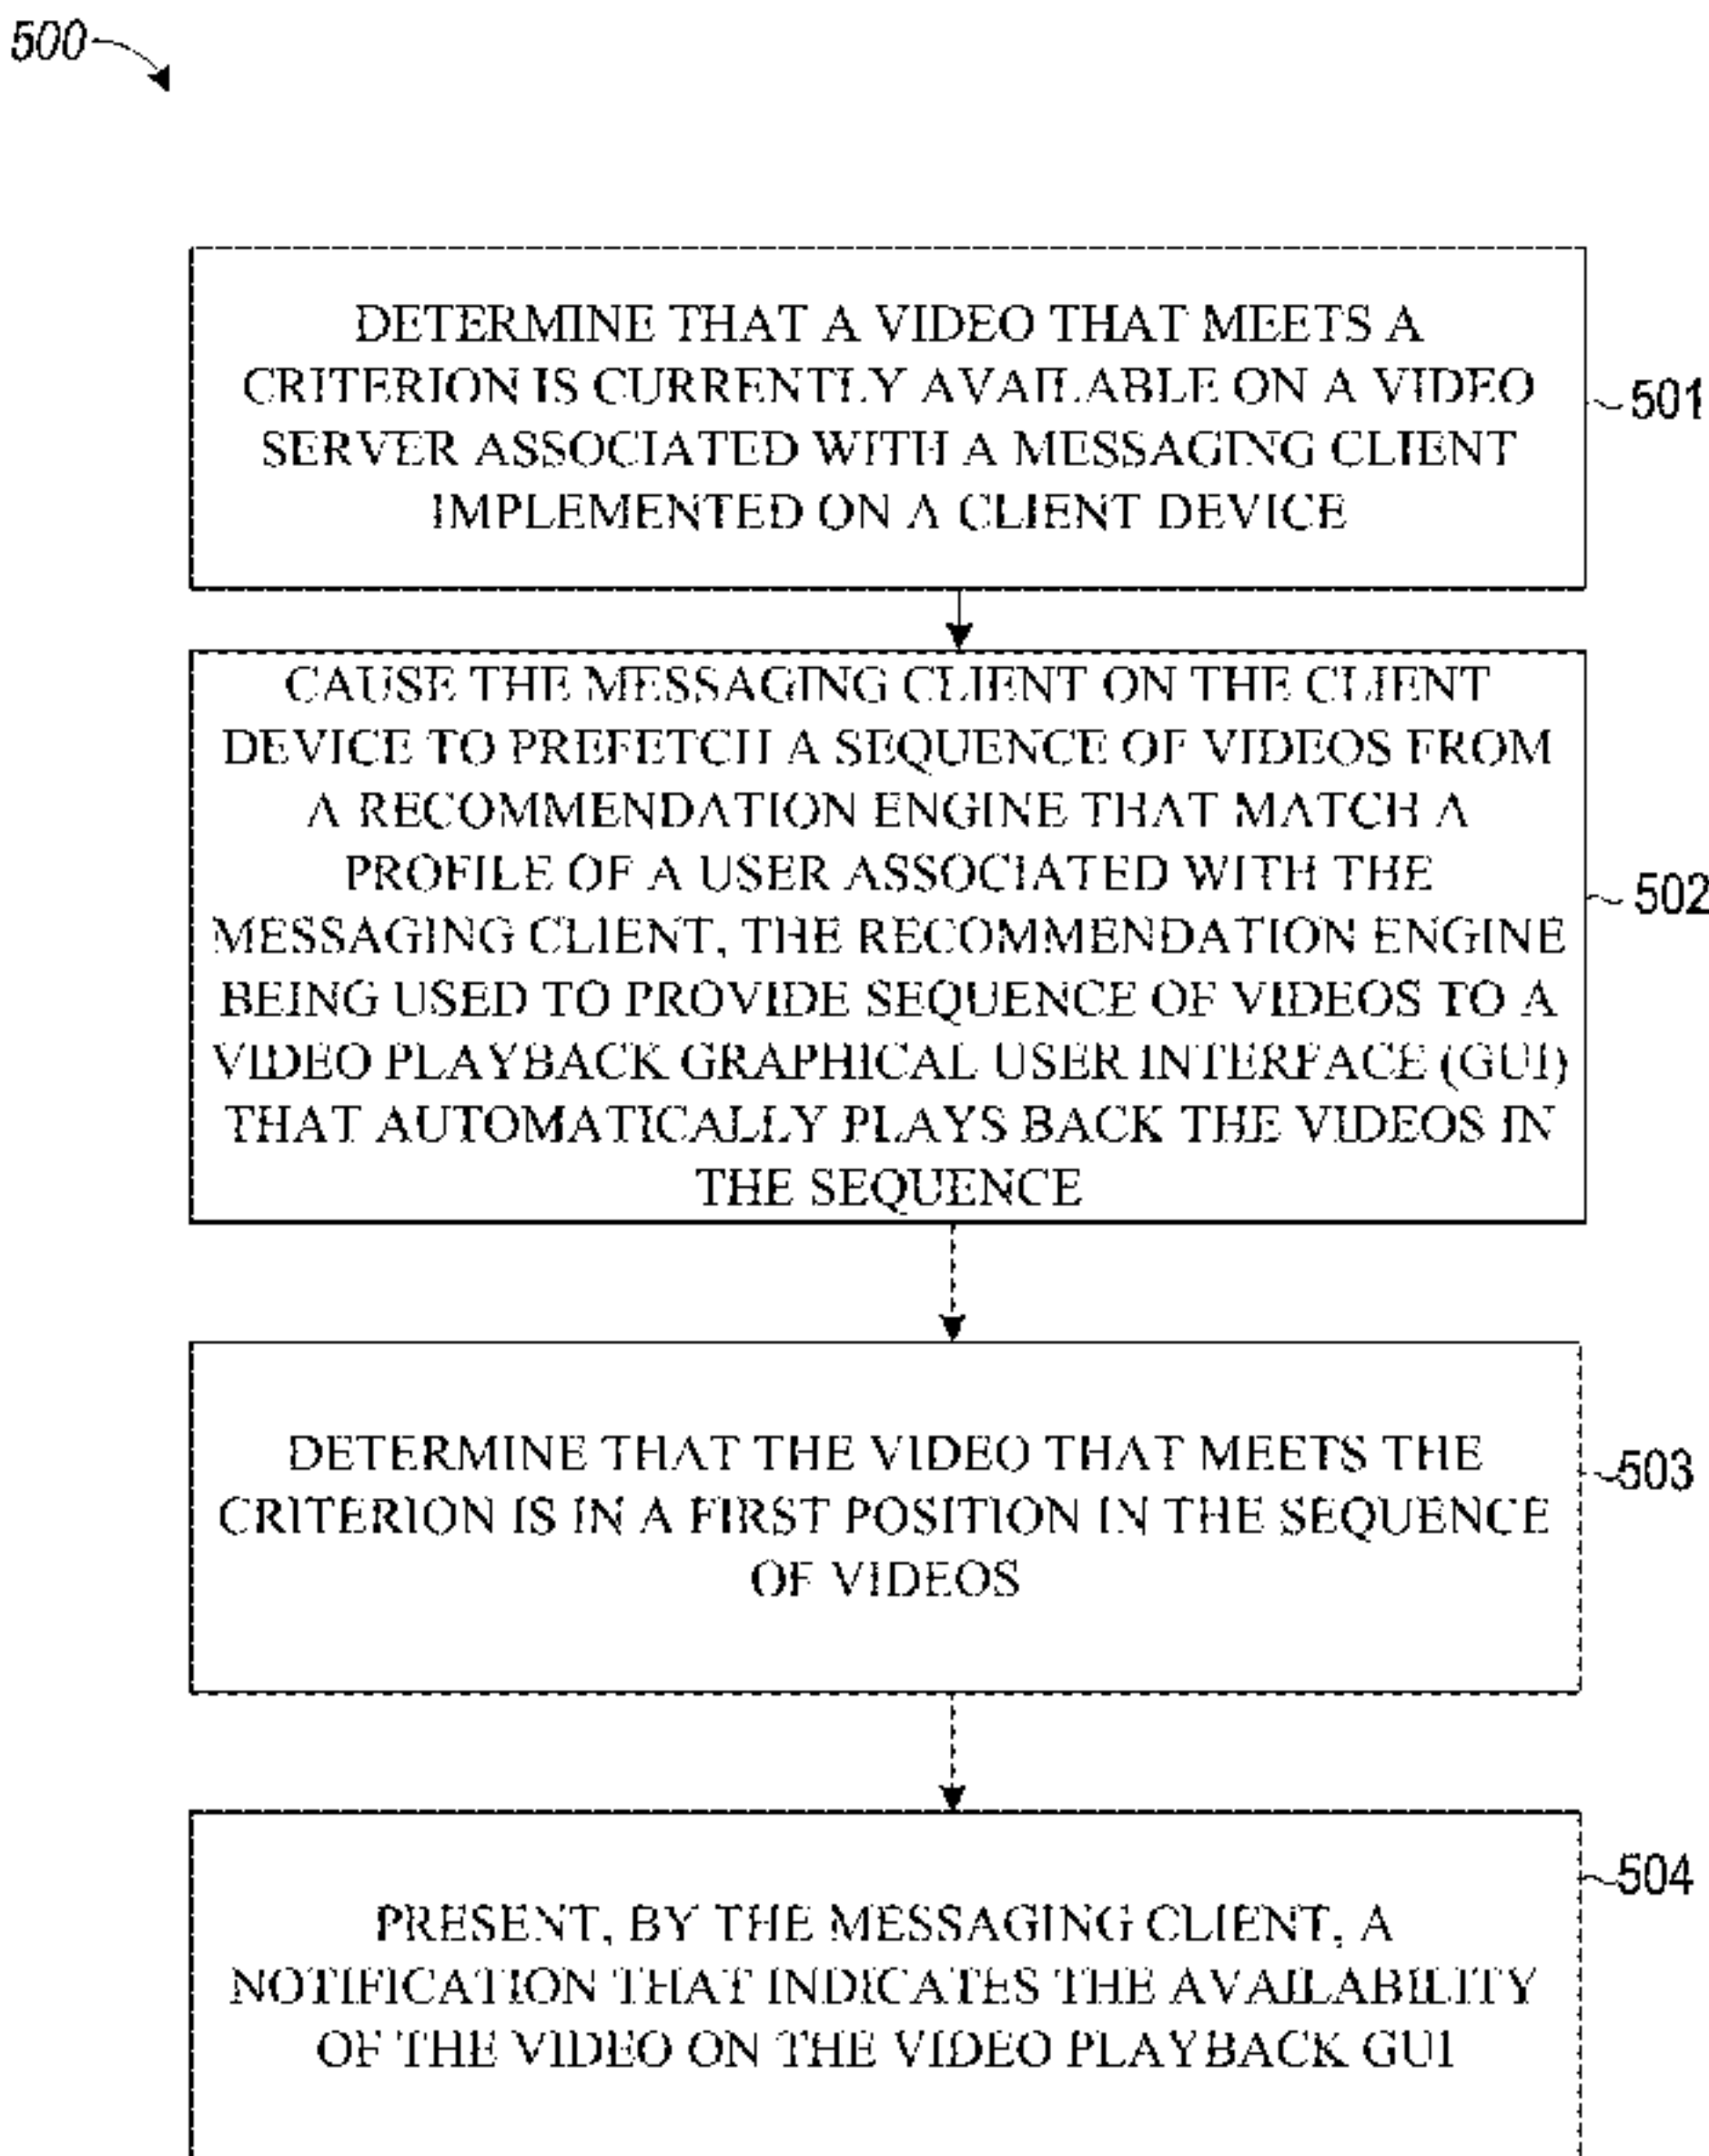 500
DETERMINE THAT A VIDEO THAT MEETS A
CRITERION IS CURRENTLY AVAILABLE ON A VIDEO
SERVER ASSOCIATED WITH A MESSAGING CLIENT
IMPLEMENTED ON A CLIENT DEVICE
501
CAUSE THE MESSAGING CLIENT ON THE CLIENT
DEVICE TO PREFETCH A SEQUENCE OF VIDEOS FROM
A RECOMMENDATION ENGINE THAT MATCH A
PROFILE OF A USER ASSOCIATED WITH THE
MESSAGING CLIENT, THE RECOMMENDATION ENGINE
BEING USED TO PROVIDE SEQUENCE OF VIDEOS TO A
VIDEO PLAYBACK GRAPHICAL USER INTERFACE (GUI)
THAT AUTOMATICALLY PLAYS BACK THE VIDEOS IN
THE SEQUENCE
502
DETERMINE THAT THE VIDEO THAT MEETS THE
CRITERION IS IN A FIRST POSITION IN THE SEQUENCE
OF VIDEOS
503
PRESENT, BY THE MESSAGING CLIENT, A
NOTIFICATION THAT INDICATES THE AVAILABILITY
OF THE VIDEO ON THE VIDEO PLAYBACK GUI
504